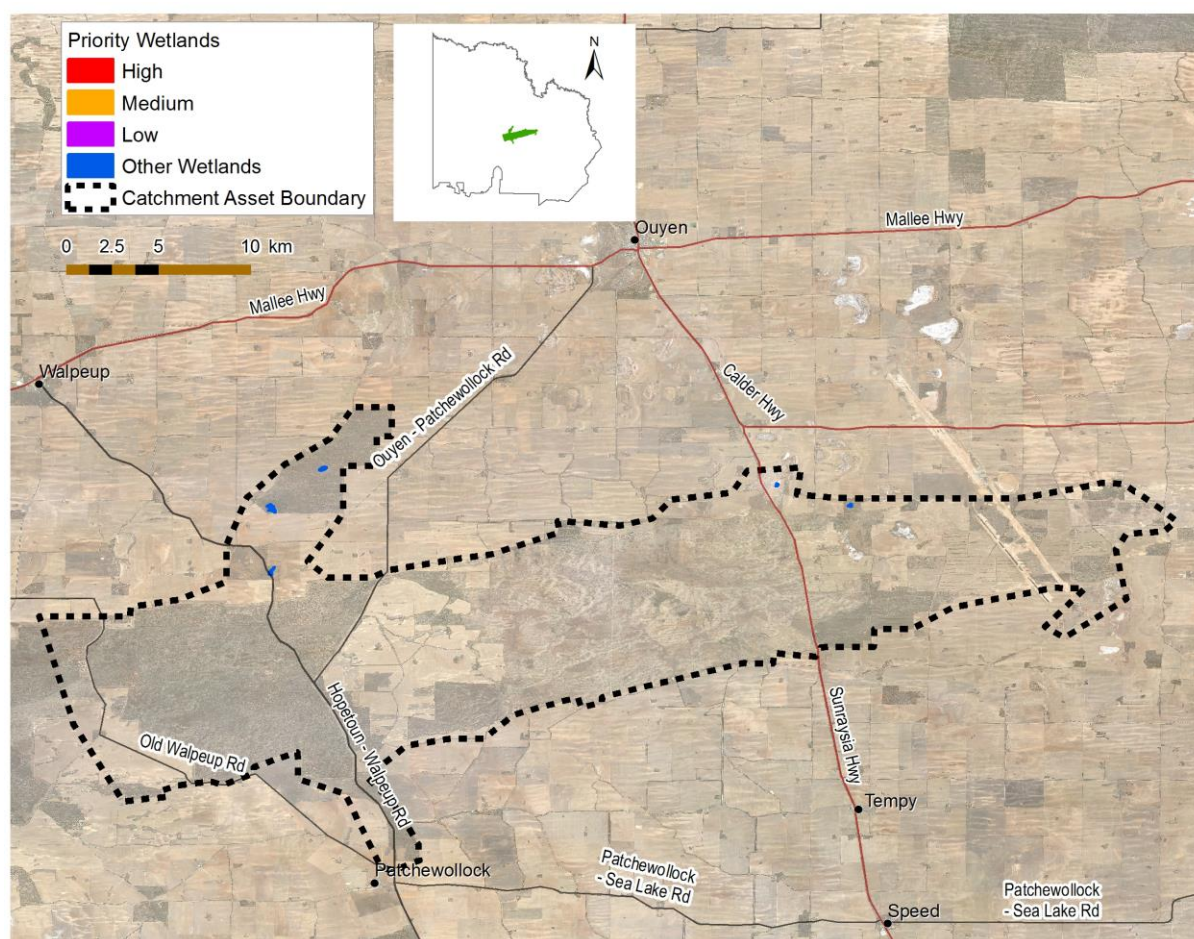 Priority Wetlands
High
Medium
Low
Other Wetlands
Catchment Asset Boundary
N
0 2.5 5 10 km
Ouyen
Mallee Hwy
Mallee Hwy
Walpeup
Ouyen - Patchewollock Rd
Calder Hwy
Hopetoun - Walpeup Rd
Old Walpeup Rd
Sunraysia Hwy
Tempy
Patchewollock
Patchewollock
- Sea Lake Rd
Patchewollock
- Sea Lake Rd
Speed